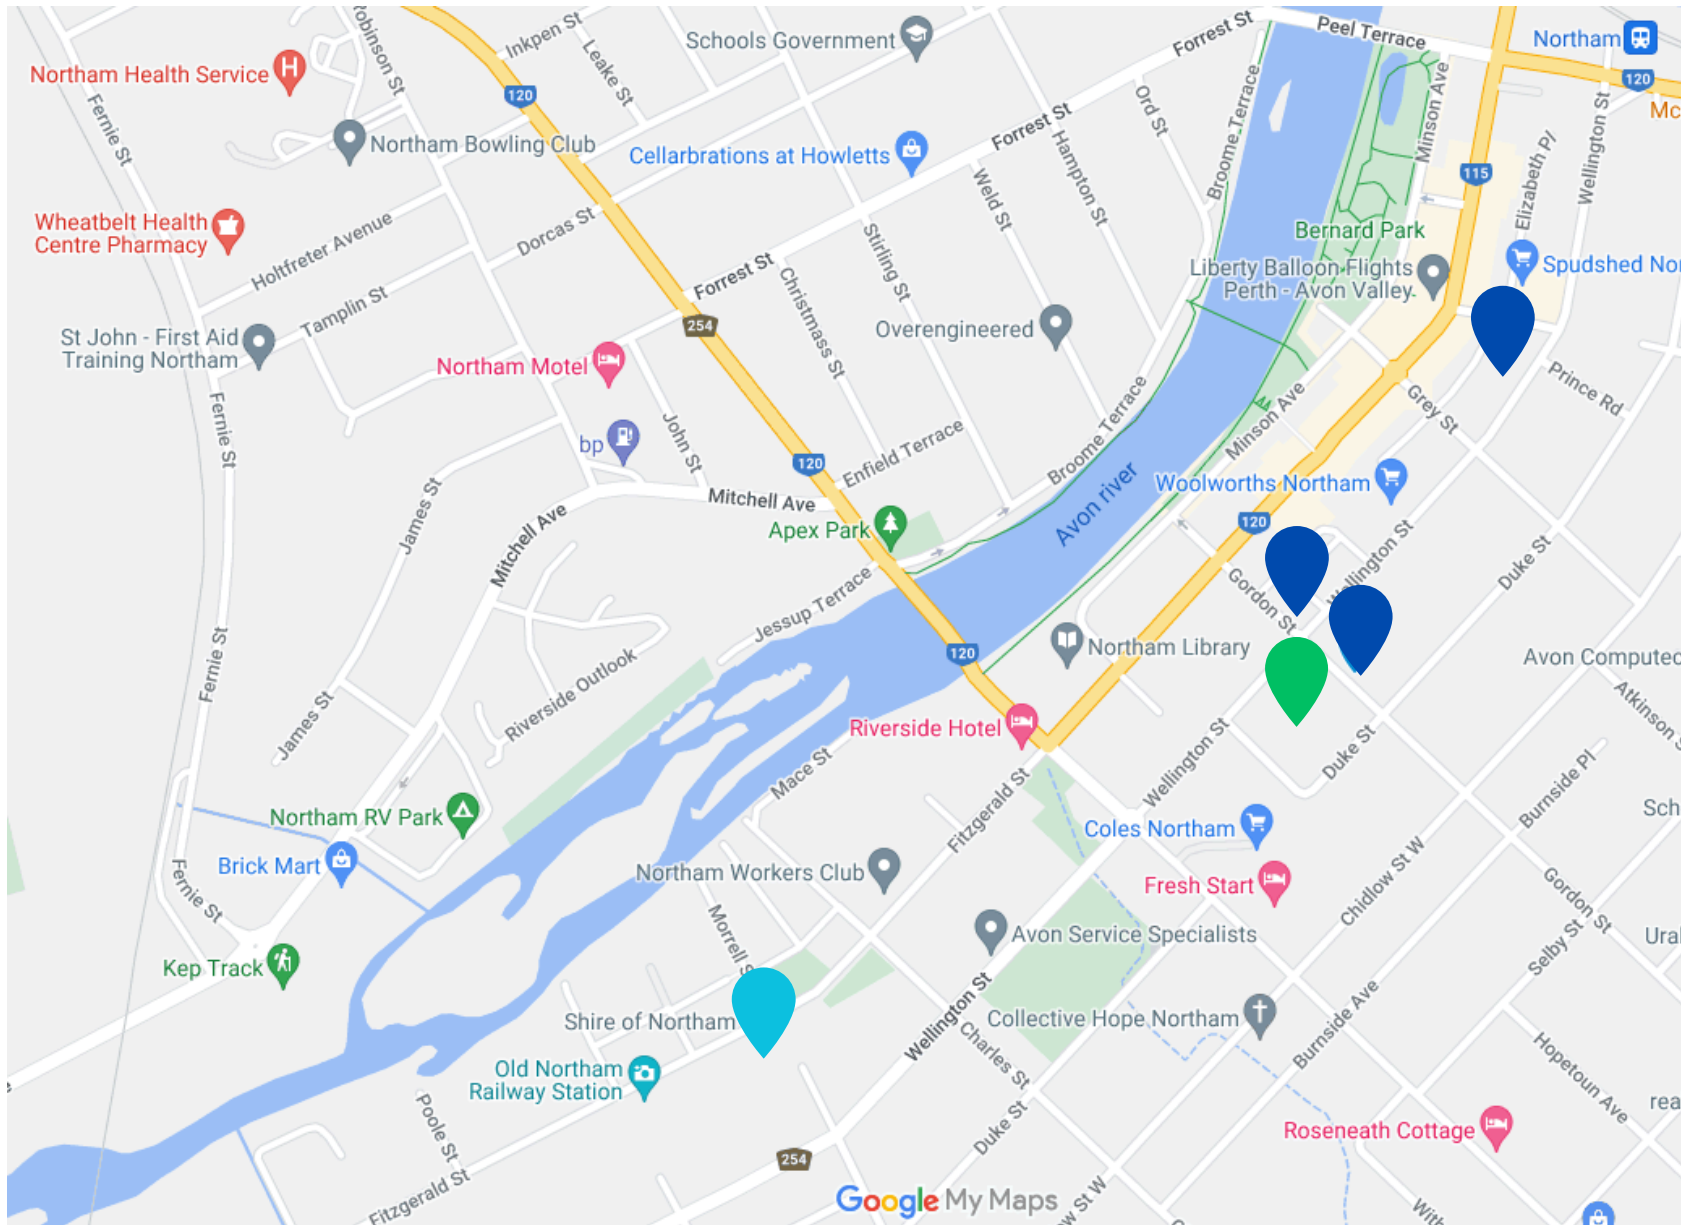 Inkpen St
Forrest St
Peel Terrace
Northam
Schools Government
Robinson St
Leake St
Northam Health Service
H
120
120
Mc
Fernie St
Ord St
Broome Terrace
Minson Ave
Wellington St
Forrest St
Hampton St
Northam Bowling Club
Cellarbrations at Howletts
Elizabeth Pl
115
Weld St
Wheatbelt Health
Centre Pharmacy
Dorcas St
Holtfreter Avenue
Stirling St
Bernard Park
Forrest St
Christmass St
Liberty Balloon Flights
Perth - Avon Valley
Spudshed Nor
Tamplin St
254
Overengineered
St John - First Aid
Training Northam
Northam Motel
Prince Rd
Grey St
Fernie St
John St
Minson Ave
Broome Terrace
bp
120
Enfield Terrace
Woolworths Northam
Mitchell Ave
James St
Avon river
120
Apex Park
Mitchell Ave
Wellington St
Duke St
Jessup Terrace
Gordon St
Fernie St
120
Northam Library
Avon Computec
Riverside Outlook
James St
Atkinson S
Riverside Hotel
Mace St
Wellington St
Duke St
Burnside Pl
Fitzgerald St
Northam RV Park
Coles Northam
Sch
Brick Mart
Northam Workers Club
Fresh Start
Chidlow St W
Fernie St
Gordon St
Morrell S
Avon Service Specialists
Selby St
Ural
Kep Track
Shire of Northam
Wellington St
Collective Hope Northam
Burnside Ave
Charles St
Hopetoun Ave
Old Northam
Railway Station
rea
Poole St
Duke St
Roseneath Cottage
254
Fitzgerald St
Google My Maps
ow St W
With